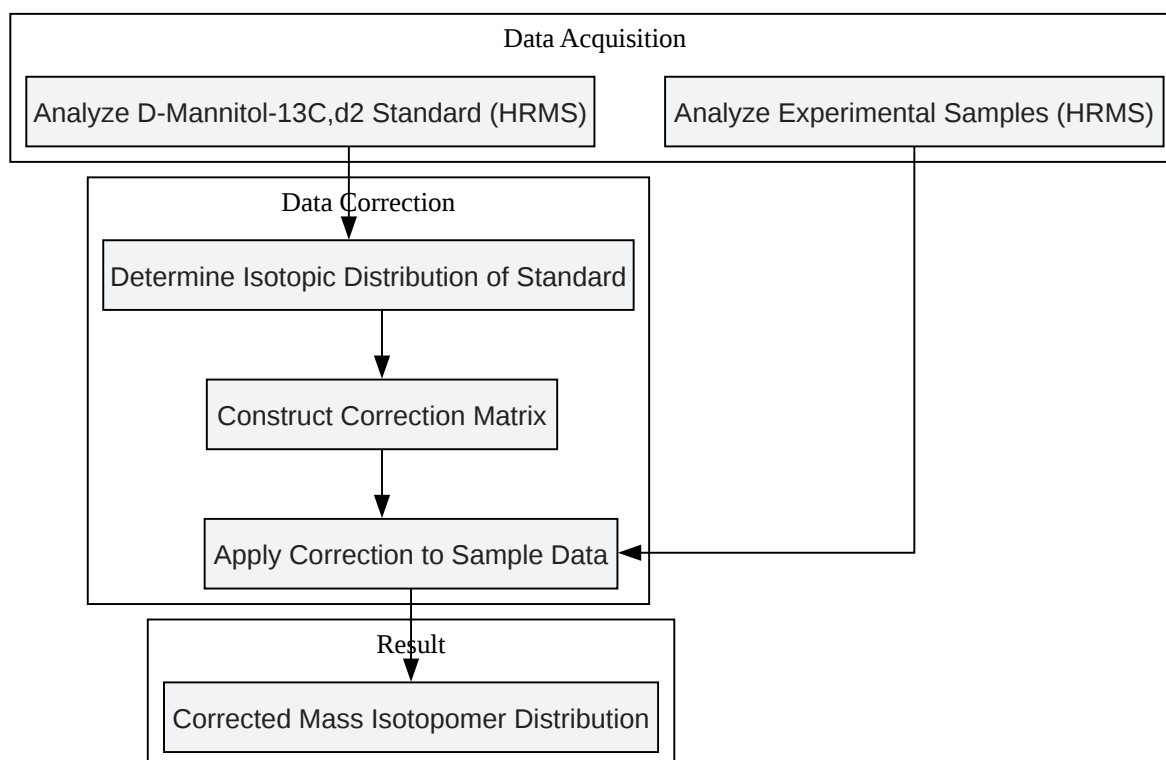 Data Acquisition
Analyze D-Mannitol-13C,d2 Standard (HRMS)
Analyze Experimental Samples (HRMS)
Data Correction
Determine Isotopic Distribution of Standard
Construct Correction Matrix
Apply Correction to Sample Data
Result
Corrected Mass Isotopomer Distribution